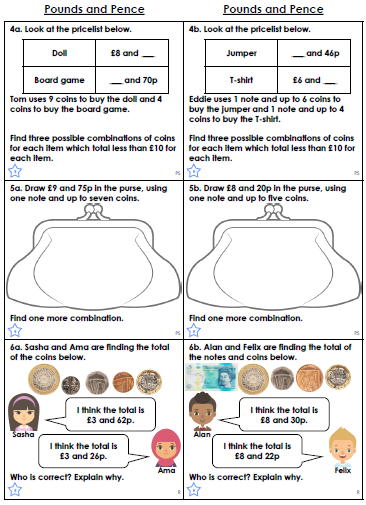 Pounds and Pence
Pounds and Pence
4a. Look at the pricelist below.
Doll £8 and ___
Board game ___ and 70p
Tom uses 9 coins to buy the doll and 4
coins to buy the board game.
Find three possible combinations of coins
for each item which total less than £10 for
each item.
PS
4b. Look at the pricelist below.
Jumper ___ and 46p
T-shirt £6 and ___
Eddie uses 1 note and up to 6 coins to
buy the jumper and 1 note and up to 4
coins to buy the T-shirt.
Find three possible combinations of coins
for each item which total less than £10 for
each item.
PS
5a. Draw £9 and 75p in the purse, using
one note and up to seven coins.
Find one more combination.
PS
5b. Draw £8 and 20p in the purse, using
one note and up to five coins.
Find one more combination.
PS
6a. Sasha and Ama are finding the total
of the coins below.
I think the total is
£3 and 62p.
Sasha
I think the total is
£3 and 26p.
Ama
Who is correct? Explain why.
R
6b. Alan and Felix are finding the total of
the notes and coins below.
I think the total is
£8 and 30p.
Alan
I think the total is
£8 and 22p
Felix
Who is correct? Explain why.
R